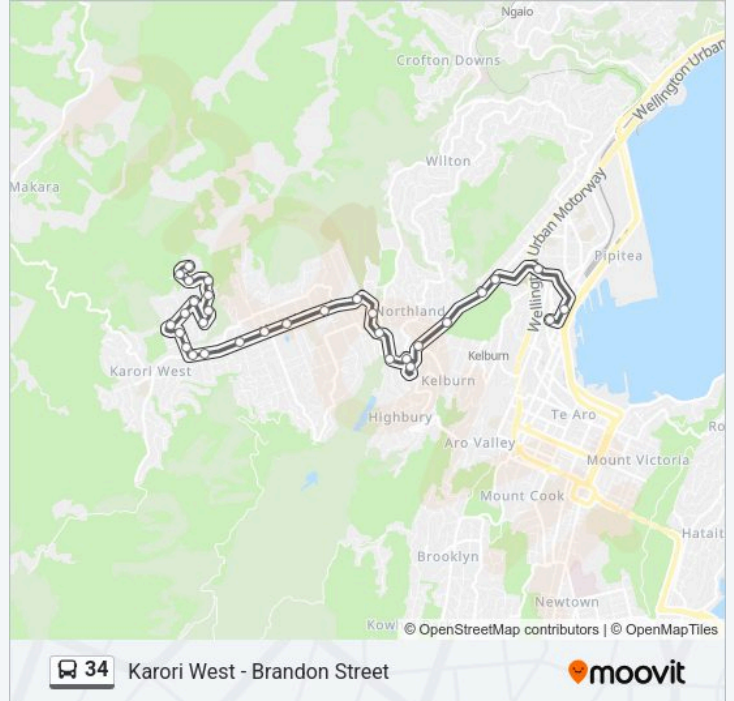 Ngaio
Crofton Downs
Wellington Urban
Wilton
Makara
Wellington Urban Motorway
Pipitea
Northland
Karori West
Kelburn
Kelburn
Highbury
Te Aro
Ro
Aro Valley
Mount Victoria
Mount Cook
Hatait
Brooklyn
Newtown
Kowl
© OpenStreetMap contributors | © OpenMapTiles
34 Karori West - Brandon Street
moovit